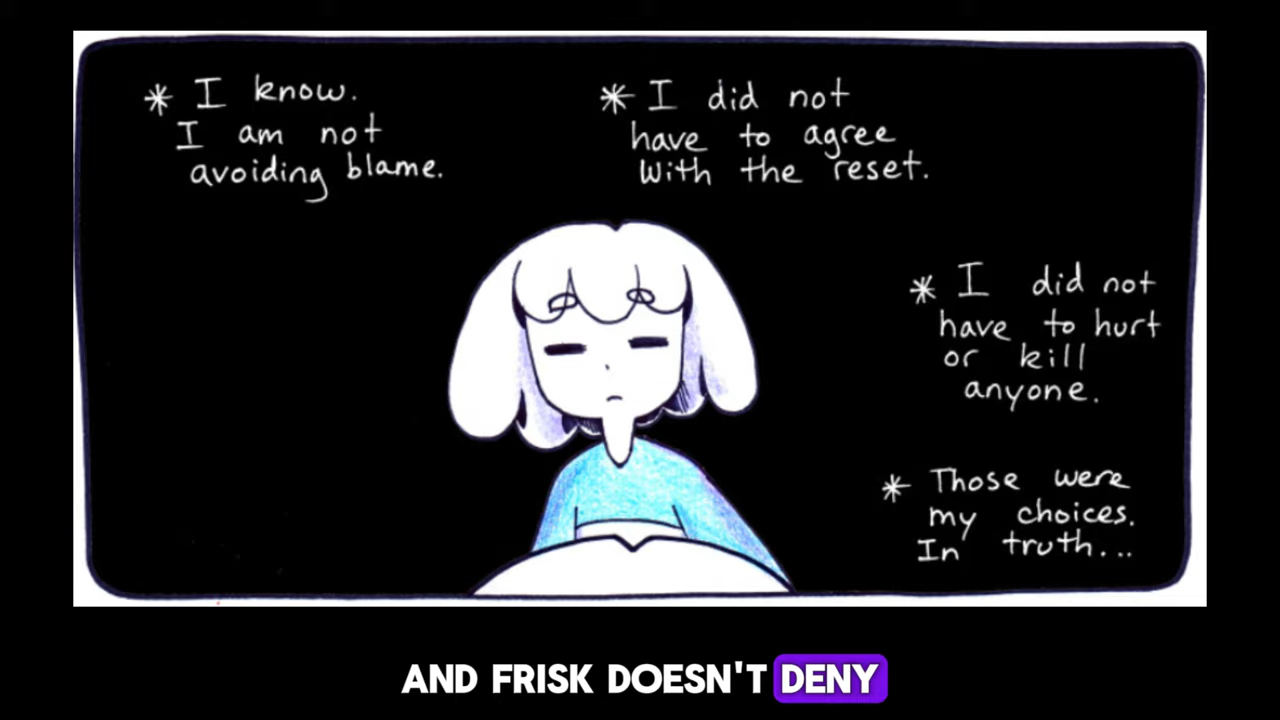 * I know.
I am not
avoiding blame.
* I did not
have to agree
with the reset.
* I did not
have to hurt
or kill
anyone.
* Those were
my choices.
In truth...
AND FRISK DOESN'T DENY